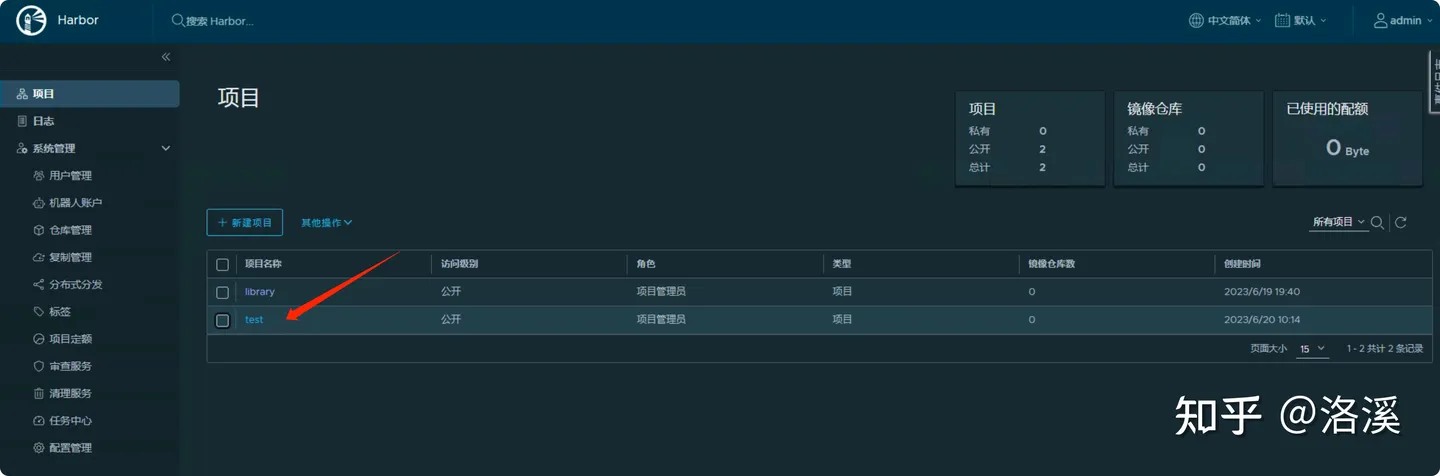 Harbor
搜索 Harbor...
中文简体
默认
admin
项目
日志
系统管理
用户管理
机器人账户
仓库管理
复制管理
分布式分发
标签
项目定额
审查服务
清理服务
任务中心
配置管理
项目
项目
私有 0
公开 2
总计 2
镜像仓库
私有 0
公开 0
总计 0
已使用的配额
0 Byte
+ 新建项目
其他操作
所有项目
项目名称 访问级别 角色 类型 镜像仓库数 创建时间
library 公开 项目管理员 项目 0 2023/6/19 19:40
test 公开 项目管理员 项目 0 2023/6/20 10:14
页面大小 15 1 - 2 共计 2 条记录
知乎 @洛溪